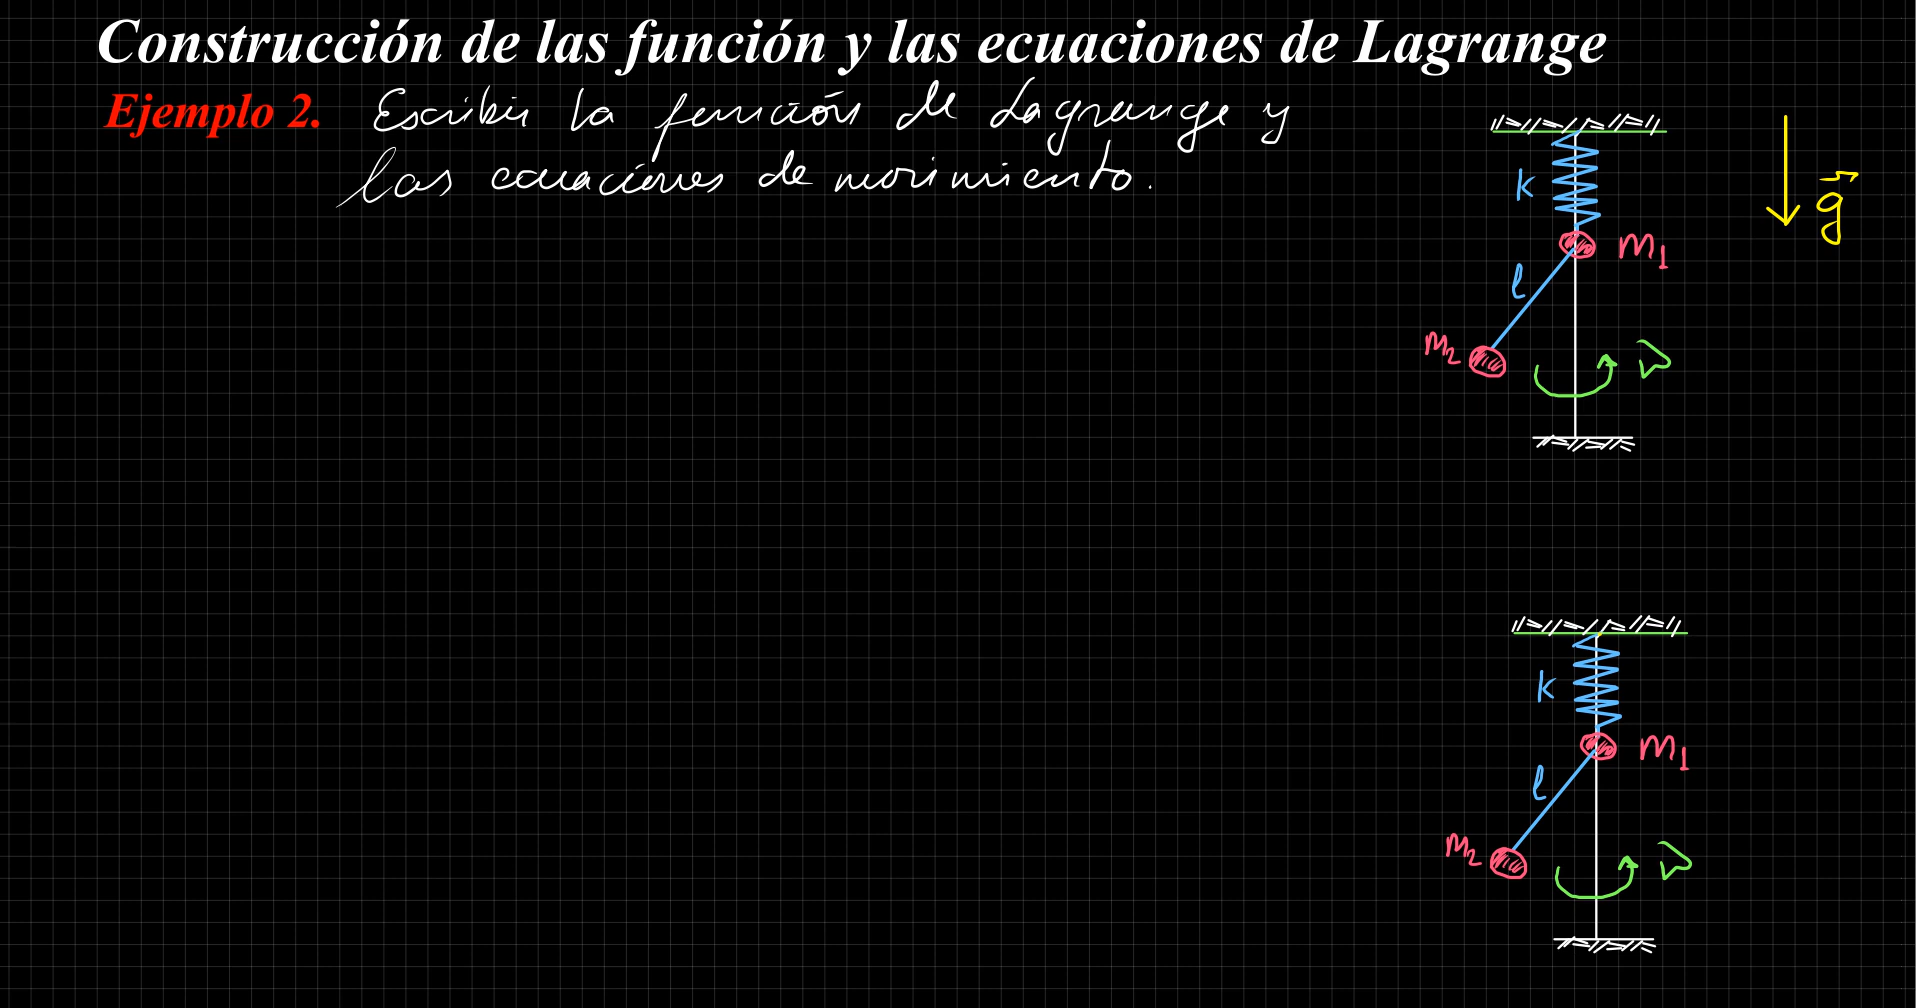 Construcción de las función y las ecuaciones de Lagrange
Ejemplo 2. Escribir la función de Lagrange y
las ecuaciones de movimiento.
k
m1
g
l
m2
k
m1
l
m2